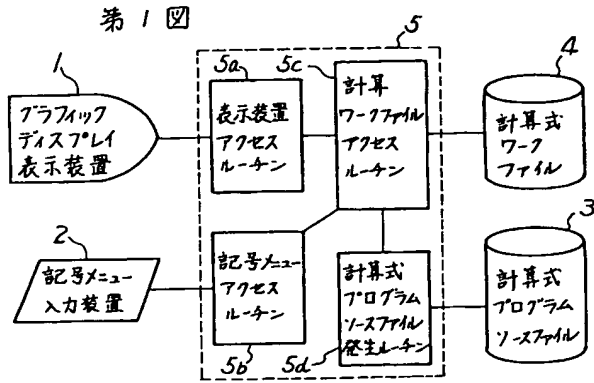 第1図
5
1
グラフィック
ディスプレイ
表示装置
5a
表示装置
アクセス
ルーチン
5c
計算
ワークファイル
アクセス
ルーチン
4
計算式
ワーク
ファイル
2
記号メニュー
入力装置
記号メニュー
アクセス
ルーチン
5b
計算式
プログラム
ソースファイル
発生ルーチン
5d
3
計算式
プログラム
ソースファイル